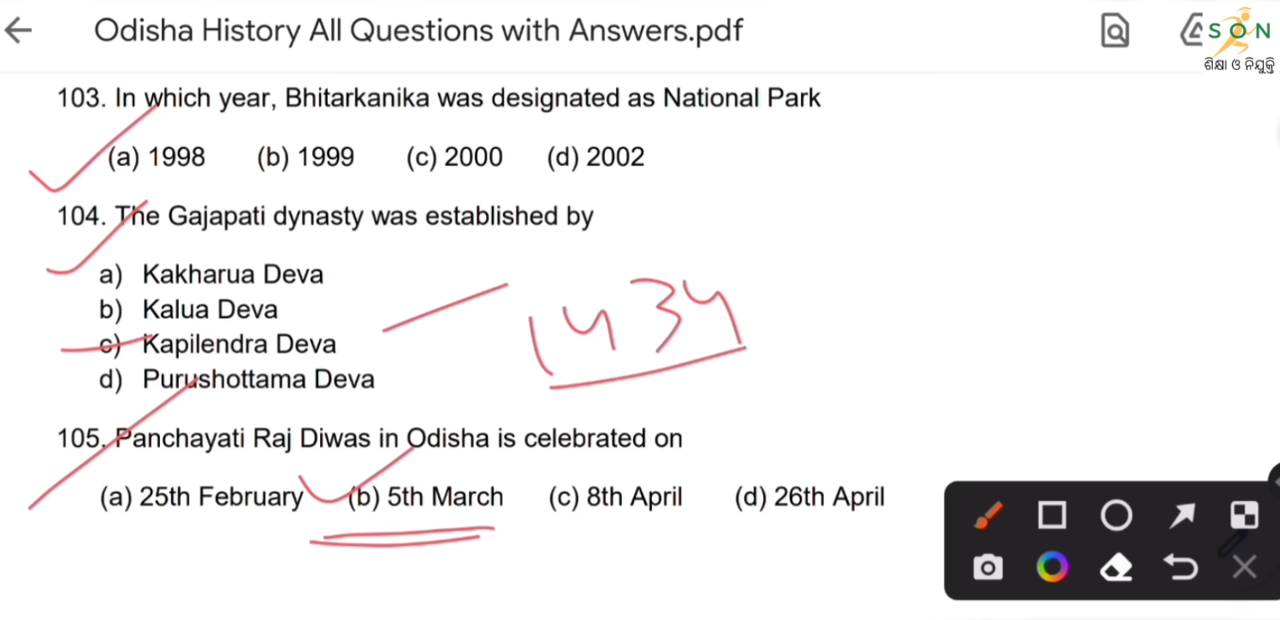 Odisha History All Questions with Answers.pdf
SON
ଶିକ୍ଷା ଓ ନିଯୁକ୍ତି
103. In which year, Bhitarkanika was designated as National Park
(a) 1998 (b) 1999 (c) 2000 (d) 2002
104. The Gajapati dynasty was established by
a) Kakharua Deva
b) Kalua Deva
c) Kapilendra Deva
d) Purushottama Deva
1434
105. Panchayati Raj Diwas in Odisha is celebrated on
(a) 25th February (b) 5th March (c) 8th April (d) 26th April